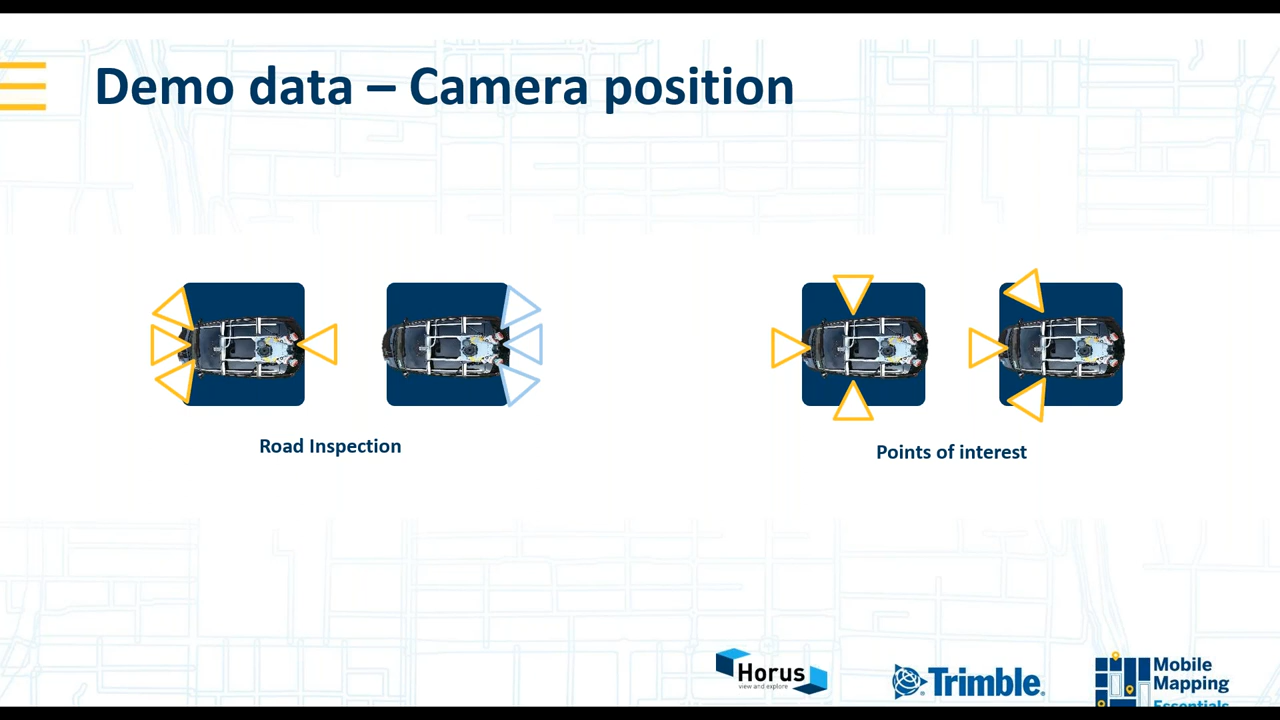 Demo data – Camera position
Road Inspection
Points of interest
Horus
view and explore
Trimble
Mobile
Mapping
Essentials